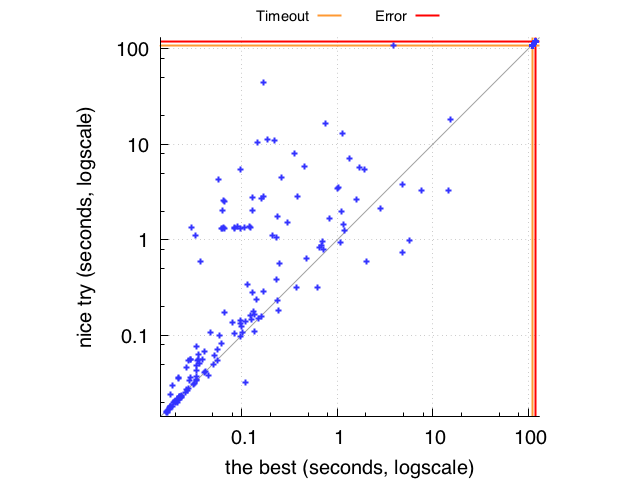 Timeout Error
100
10
1
0.1
nice try (seconds, logscale)
0.1 1 10 100
the best (seconds, logscale)